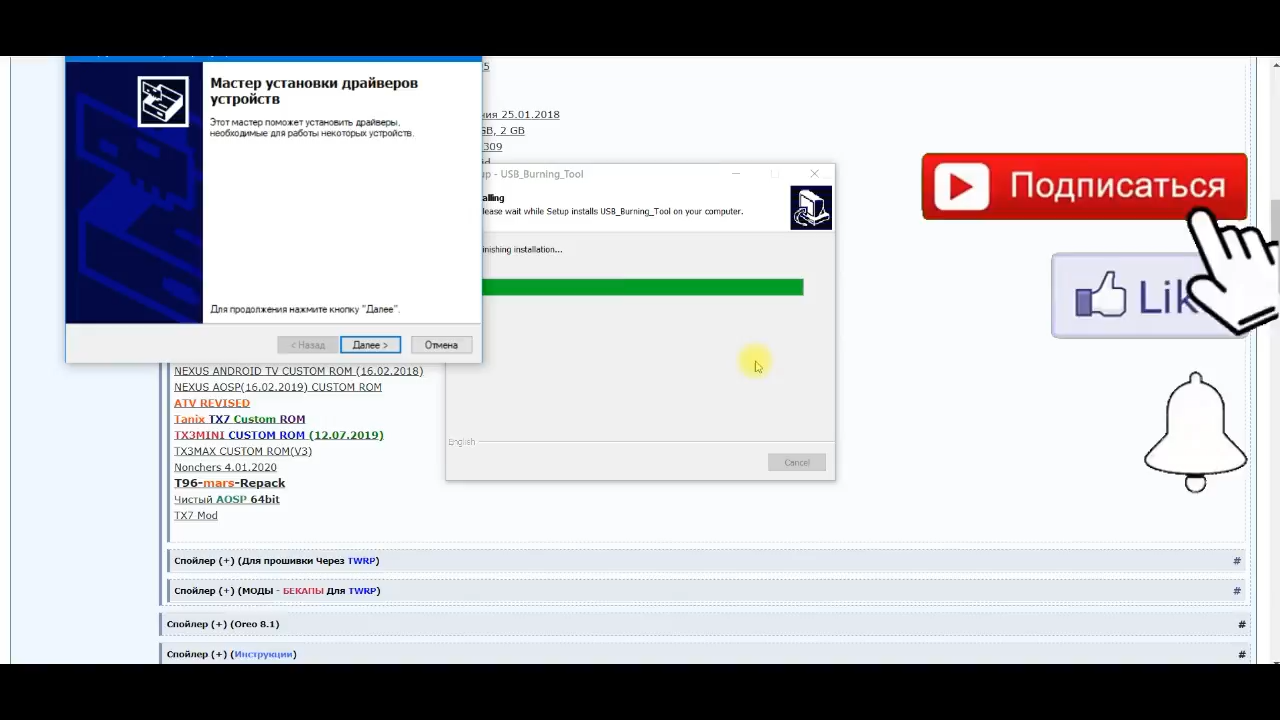 Мастер установки драйверов
устройств
Этот мастер поможет установить драйверы,
необходимые для работы некоторых устройств.
Для продолжения нажмите кнопку "Далее".
< Назад
Далее >
Отмена
5
ния 25.01.2018
GB, 2 GB
309
up - USB_Burning_Tool
alling
lease wait while Setup installs USB_Burning_Tool on your computer.
inishing installation...
English
Cancel
Подписаться
Lik
NEXUS ANDROID TV CUSTOM ROM (16.02.2018)
NEXUS AOSP(16.02.2019) CUSTOM ROM
ATV REVISED
Tanix TX7 Custom ROM
TX3MINI CUSTOM ROM (12.07.2019)
TX3MAX CUSTOM ROM(V3)
Nonchers 4.01.2020
T96-mars-Repack
Чистый AOSP 64bit
TX7 Mod
Спойлер (+) (Для прошивки Через TWRP)
#
Спойлер (+) (МОДЫ - БЕКАПЫ Для TWRP)
#
Спойлер (+) (Oreo 8.1)
#
Спойлер (+) (Инструкции)
#